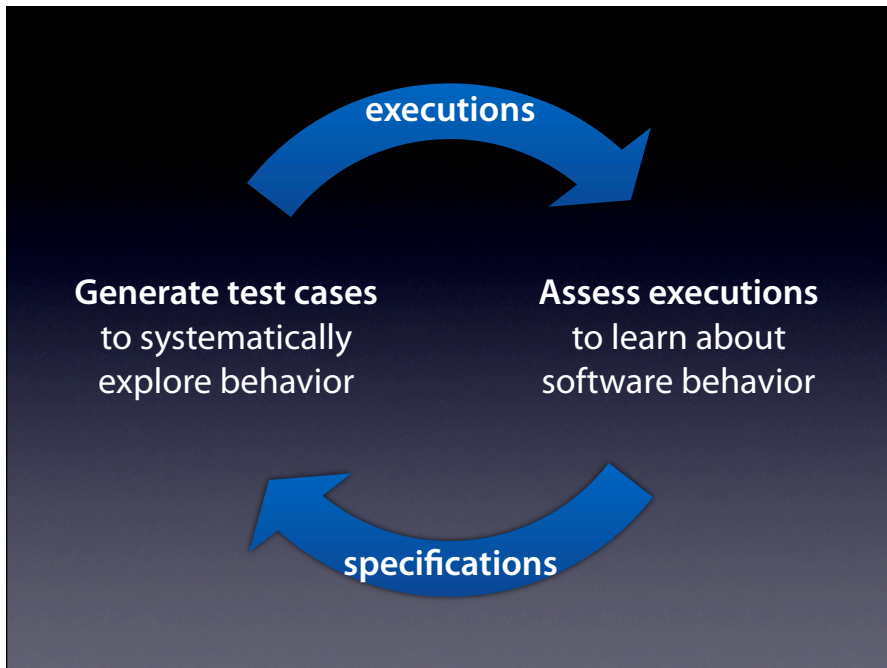 executions
Generate test cases
to systematically
explore behavior
Assess executions
to learn about
software behavior
specifications